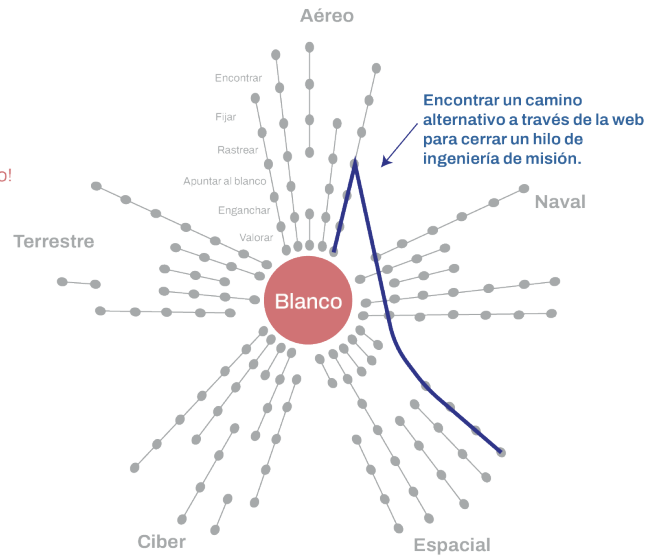 Aéreo
Encontrar
Fijar
Rastrear
Apuntar al blanco
Enganchar
Valorar
Encontrar un camino
alternativo a través de la web
para cerrar un hilo de
ingeniería de misión.
o!
Naval
Terrestre
Blanco
Ciber
Espacial